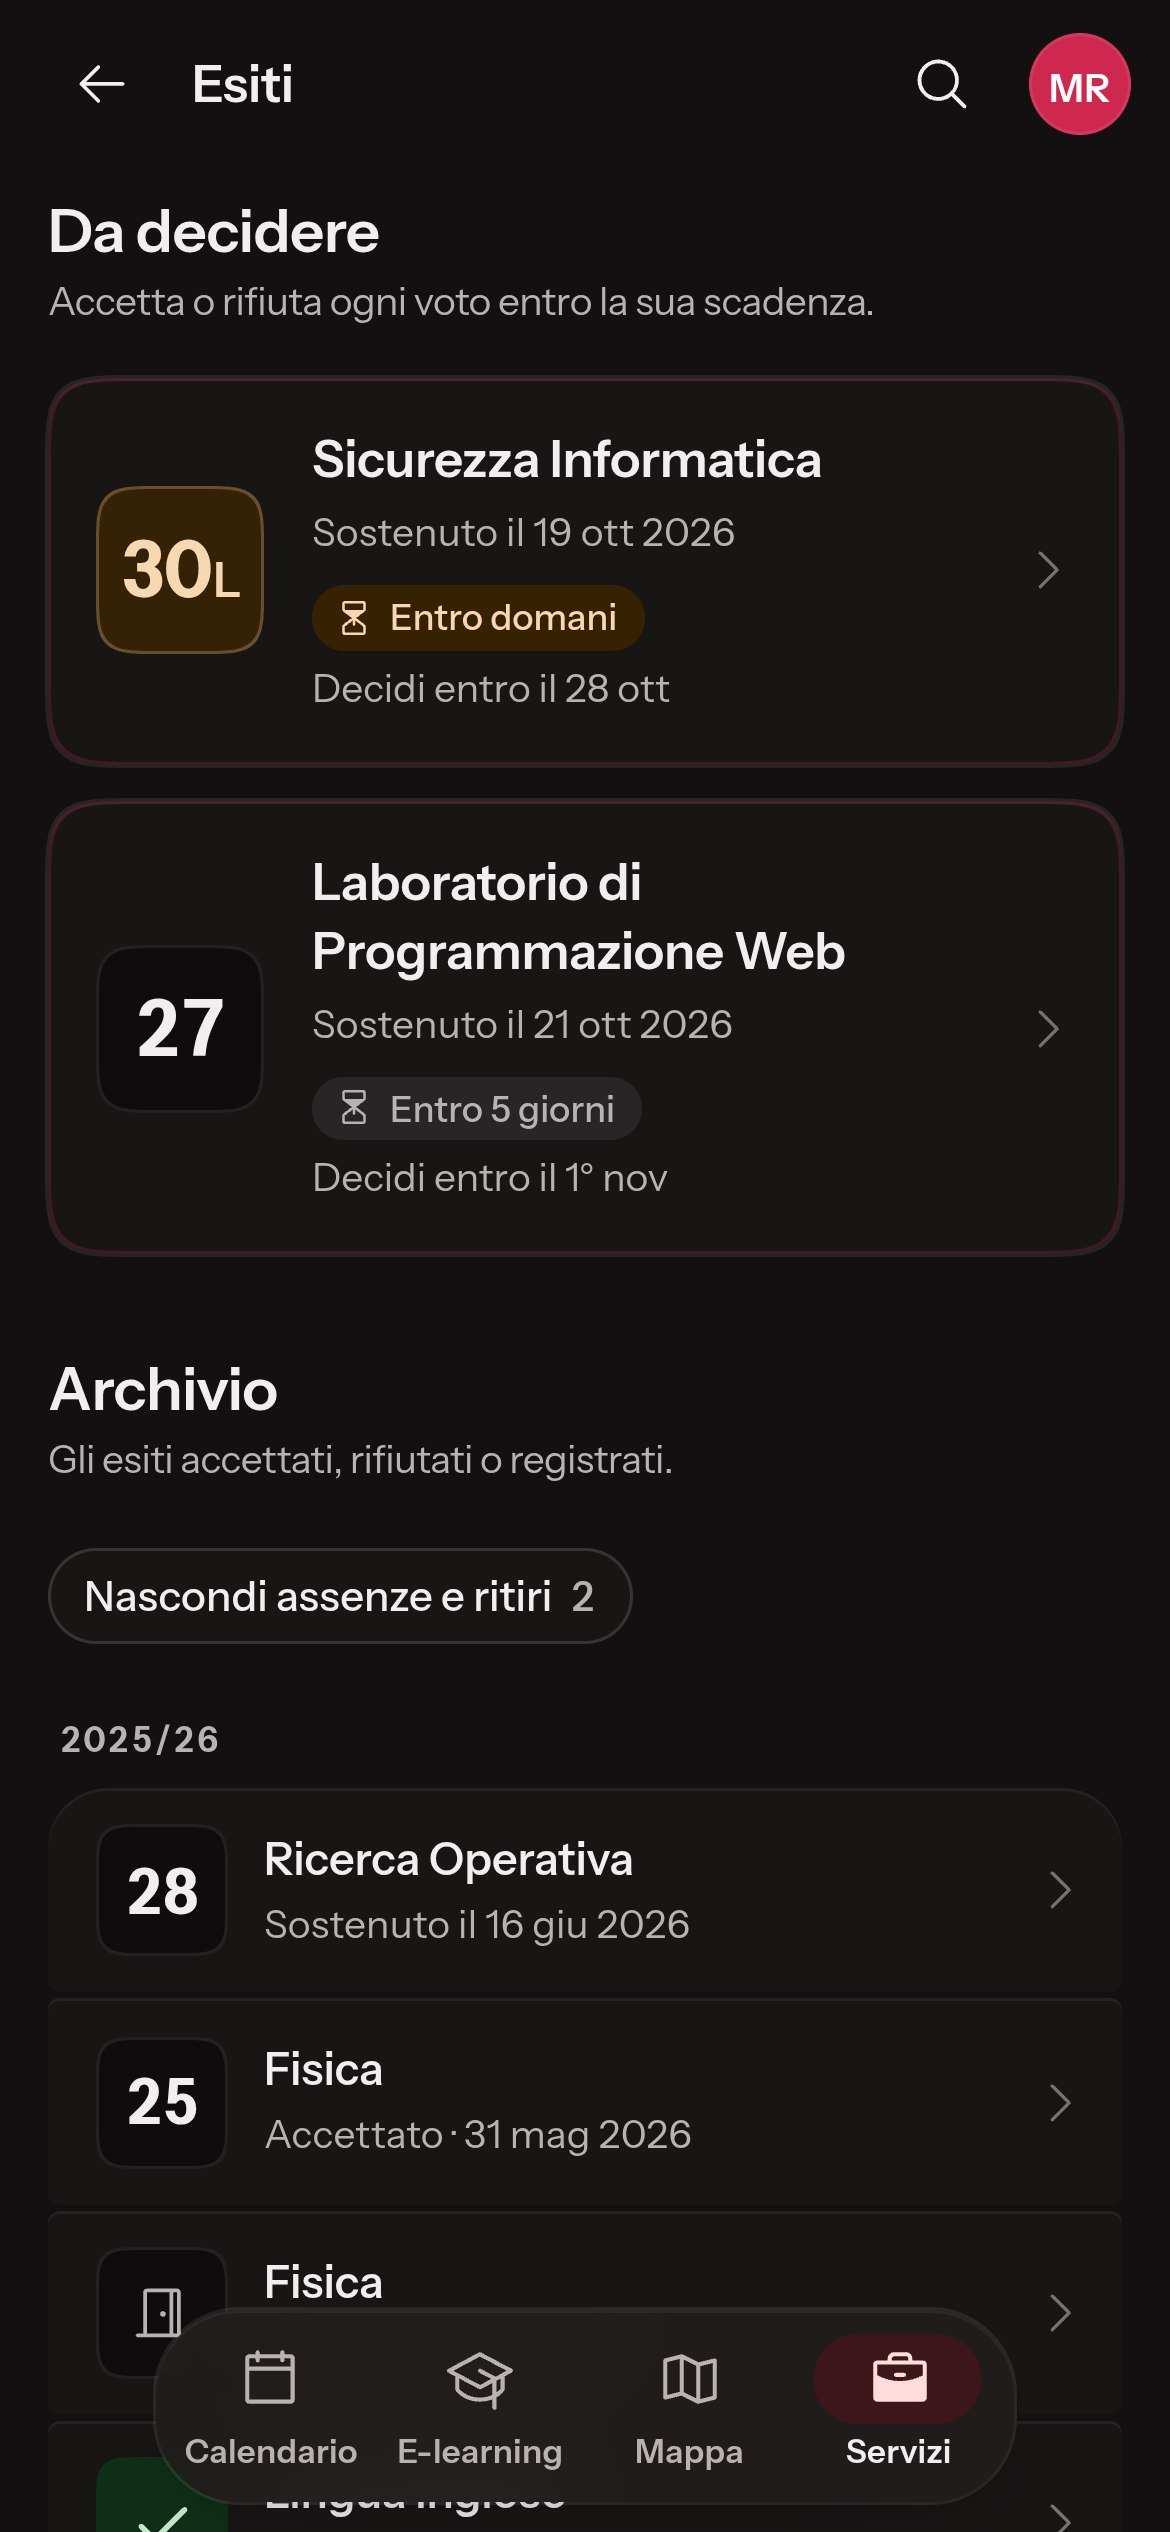 Esiti
MR
Da decidere
Accetta o rifiuta ogni voto entro la sua scadenza.
Sicurezza Informatica
30L
Sostenuto il 19 ott 2026
Entro domani
Decidi entro il 28 ott
Laboratorio di
Programmazione Web
27
Sostenuto il 21 ott 2026
Entro 5 giorni
Decidi entro il 1° nov
Archivio
Gli esiti accettati, rifiutati o registrati.
Nascondi assenze e ritiri 2
2025/26
28
Ricerca Operativa
Sostenuto il 16 giu 2026
25
Fisica
Accettato · 31 mag 2026
Fisica
Calendario
E-learning
Mappa
Servizi
Lingua Inglese